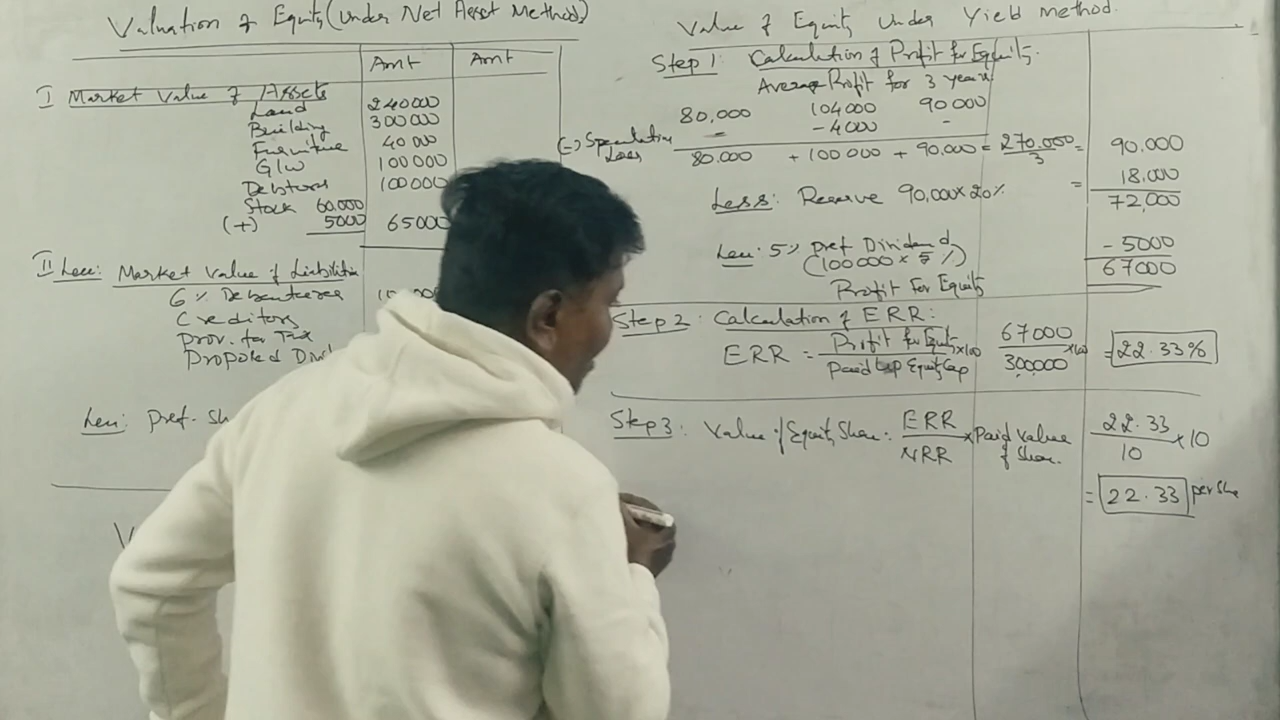 Valuation of Equity (Under Net Asset Method)
Amt Amt
I Market Value of Assets
Land 240000
Building 300000
Furniture 40000
G/w 100000
Debtors 100000
Stock 60.000
(+) 5000 65000
II Less: Market Value of Liabilities
6% Debentures
Creditors
Prov. for Tax
Proposed Divi
Less: Pref. Sh
V
Value of Equity Under Yield Method.
Step 1 Calculation of Profit for Equity.
Average Profit for 3 years
80,000 104000 90000
(-) Speculation Loss - - 4000 -
80.000 + 100000 + 90.000 = 270.000/3 = 90.000
Less: Reserve 90,000 x 20% = 18.000
72,000
Less: 5% Pref Dividend - 5000
(100000 x 5%)
67000
Profit For Equity
Step 2: Calculation of ERR:
ERR = Profit for Equity/Paid up Equity Cap x100 67000/300000 x100 = 22.33%
Step 3: Value of Equity Share. ERR/NRR x Paid Value of Share. 22.33/10 x 10
= 22.33 per Sha